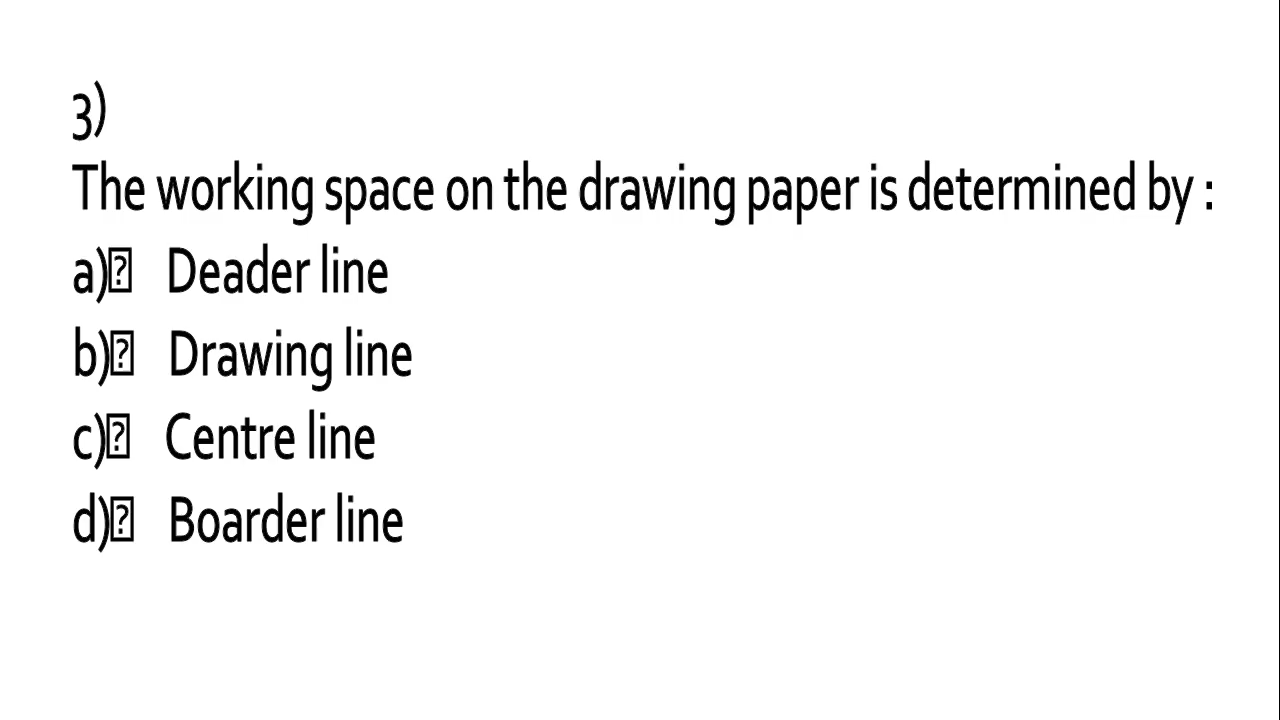 3)
The working space on the drawing paper is determined by :
a)⍰ Deader line
b)⍰ Drawing line
c)⍰ Centre line
d)⍰ Boarder line